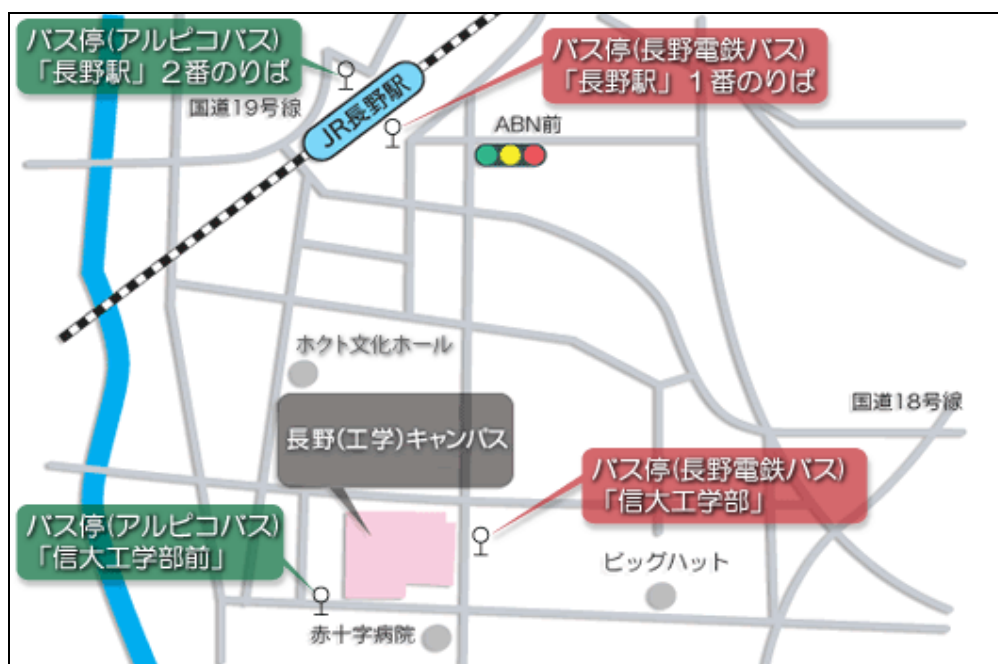 バス停(アルピコバス)
「長野駅」２番のりば
バス停(長野電鉄バス)
「長野駅」１番のりば
国道19号線
JR長野駅
ABN前
ホクト文化ホール
国道18号線
長野(工学)キャンパス
バス停(長野電鉄バス)
「信大工学部」
バス停(アルピコバス)
「信大工学部前」
ビッグハット
赤十字病院